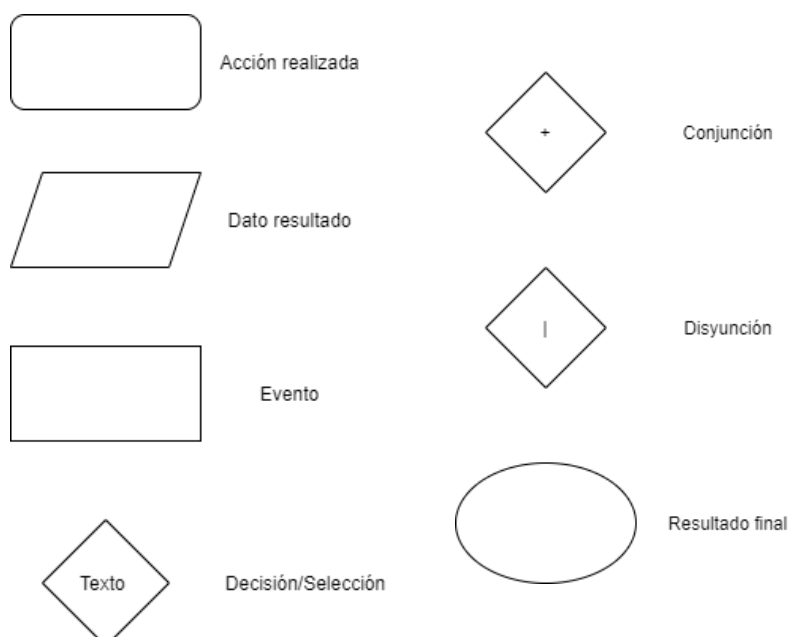 Acción realizada
+
Conjunción
Dato resultado
|
Disyunción
Evento
Resultado final
Texto
Decisión/Selección